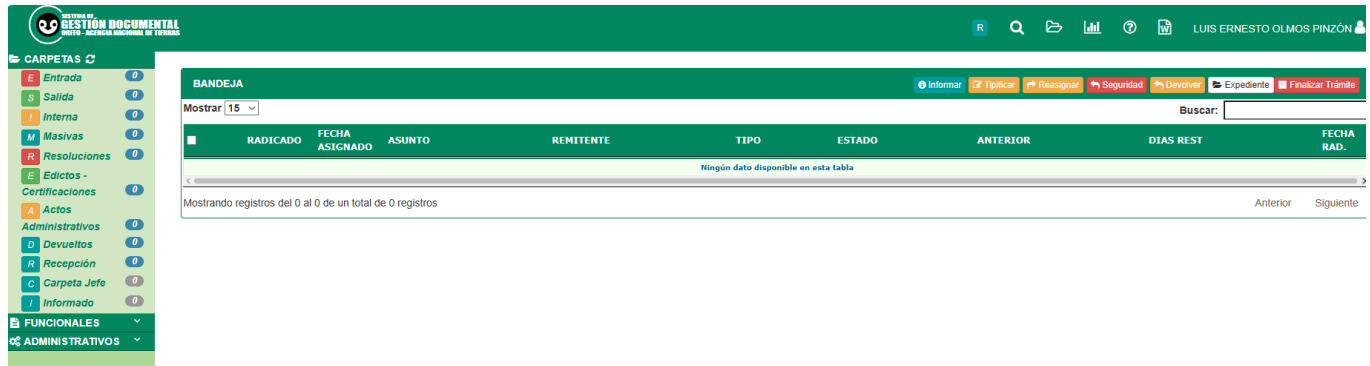 SISTEMA DE..
GESTIÓN DOCUMENTAL
ORFEO - AGENCIA NACIONAL DE TIERRAS
R
LUIS ERNESTO OLMOS PINZÓN
CARPETAS
E Entrada 0
S Salida 0
I Interna 0
M Masivas 0
R Resoluciones 0
E Edictos -
Certificaciones 0
A Actos
Administrativos 0
D Devueltos 0
R Recepción 0
C Carpeta Jefe 0
I Informado 0
FUNCIONALES
ADMINISTRATIVOS
BANDEJA
Informar Tipificar Reasignar Seguridad Devolver Expediente Finalizar Trámite
Mostrar 15
Buscar:
RADICADO FECHA ASIGNADO ASUNTO REMITENTE TIPO ESTADO ANTERIOR DIAS REST FECHA RAD.
Ningún dato disponible en esta tabla
Mostrando registros del 0 al 0 de un total de 0 registros
Anterior Siguiente